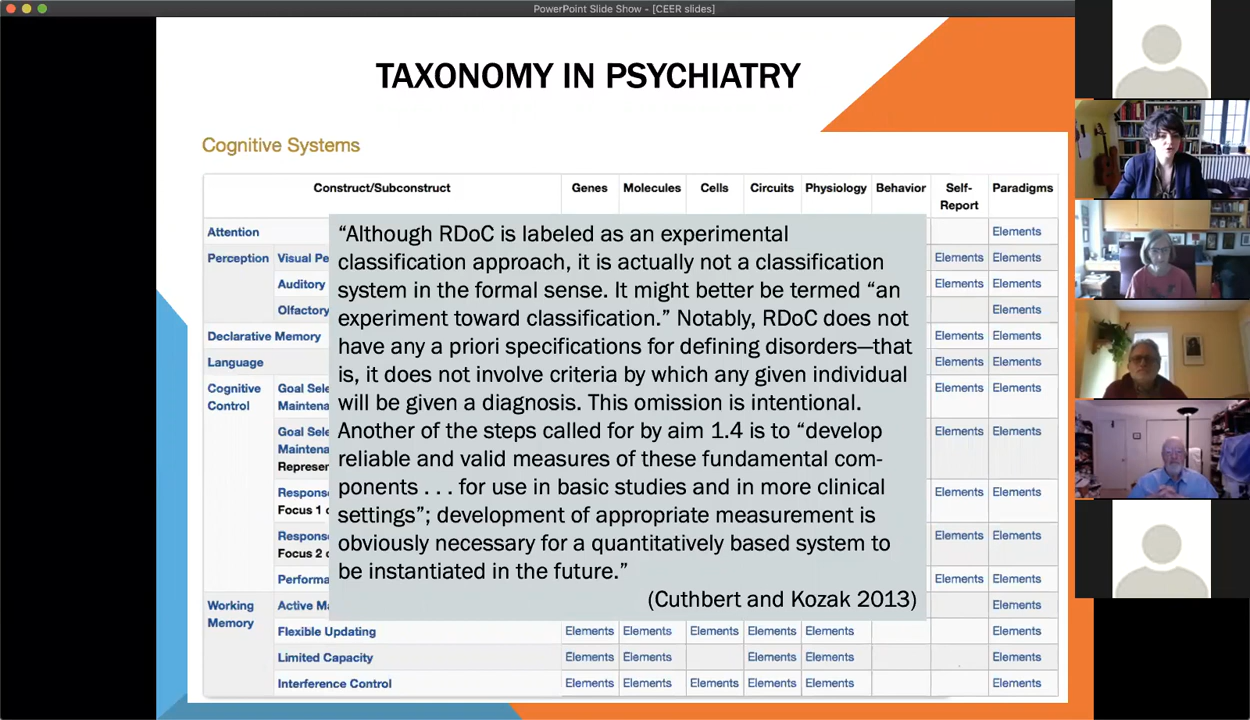 PowerPoint Slide Show - [CEER slides]
TAXONOMY IN PSYCHIATRY
Cognitive Systems
Construct/Subconstruct Genes Molecules Cells Circuits Physiology Behavior Self-Report Paradigms
Attention Elements
Perception Visual Pe Elements Elements
Auditory Elements Elements
Olfactory Elements
Declarative Memory Elements Elements
Language Elements Elements
Cognitive Control Goal Sele Maintena Elements Elements
Goal Sele Maintena Represen Elements Elements
Respons Focus 1 Elements Elements
Respons Focus 2 Elements Elements
Performa Elements Elements
Working Memory Active Ma Elements
Flexible Updating Elements Elements Elements Elements Elements Elements
Limited Capacity Elements Elements Elements Elements Elements
Interference Control Elements Elements Elements Elements Elements Elements
“Although RDoC is labeled as an experimental
classification approach, it is actually not a classification
system in the formal sense. It might better be termed “an
experiment toward classification.” Notably, RDoC does not
have any a priori specifications for defining disorders—that
is, it does not involve criteria by which any given individual
will be given a diagnosis. This omission is intentional.
Another of the steps called for by aim 1.4 is to “develop
reliable and valid measures of these fundamental com-
ponents . . . for use in basic studies and in more clinical
settings”; development of appropriate measurement is
obviously necessary for a quantitatively based system to
be instantiated in the future.”
(Cuthbert and Kozak 2013)